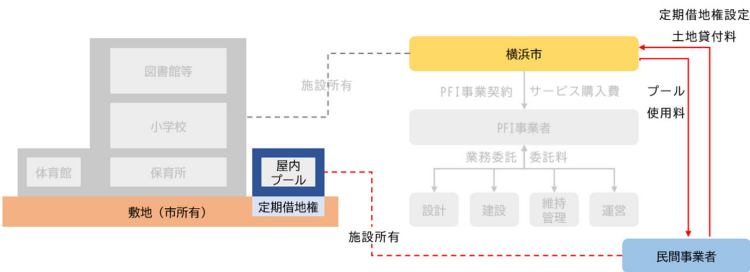 定期借地権設定
土地貸付料
横浜市
図書館等
施設所有
PFI事業契約
サービス購入費
プール
使用料
小学校
PFI事業者
業務委託
委託料
体育館
保育所
屋内
プール
設計
建設
維持
管理
運営
敷地（市所有）
定期借地権
施設所有
民間事業者